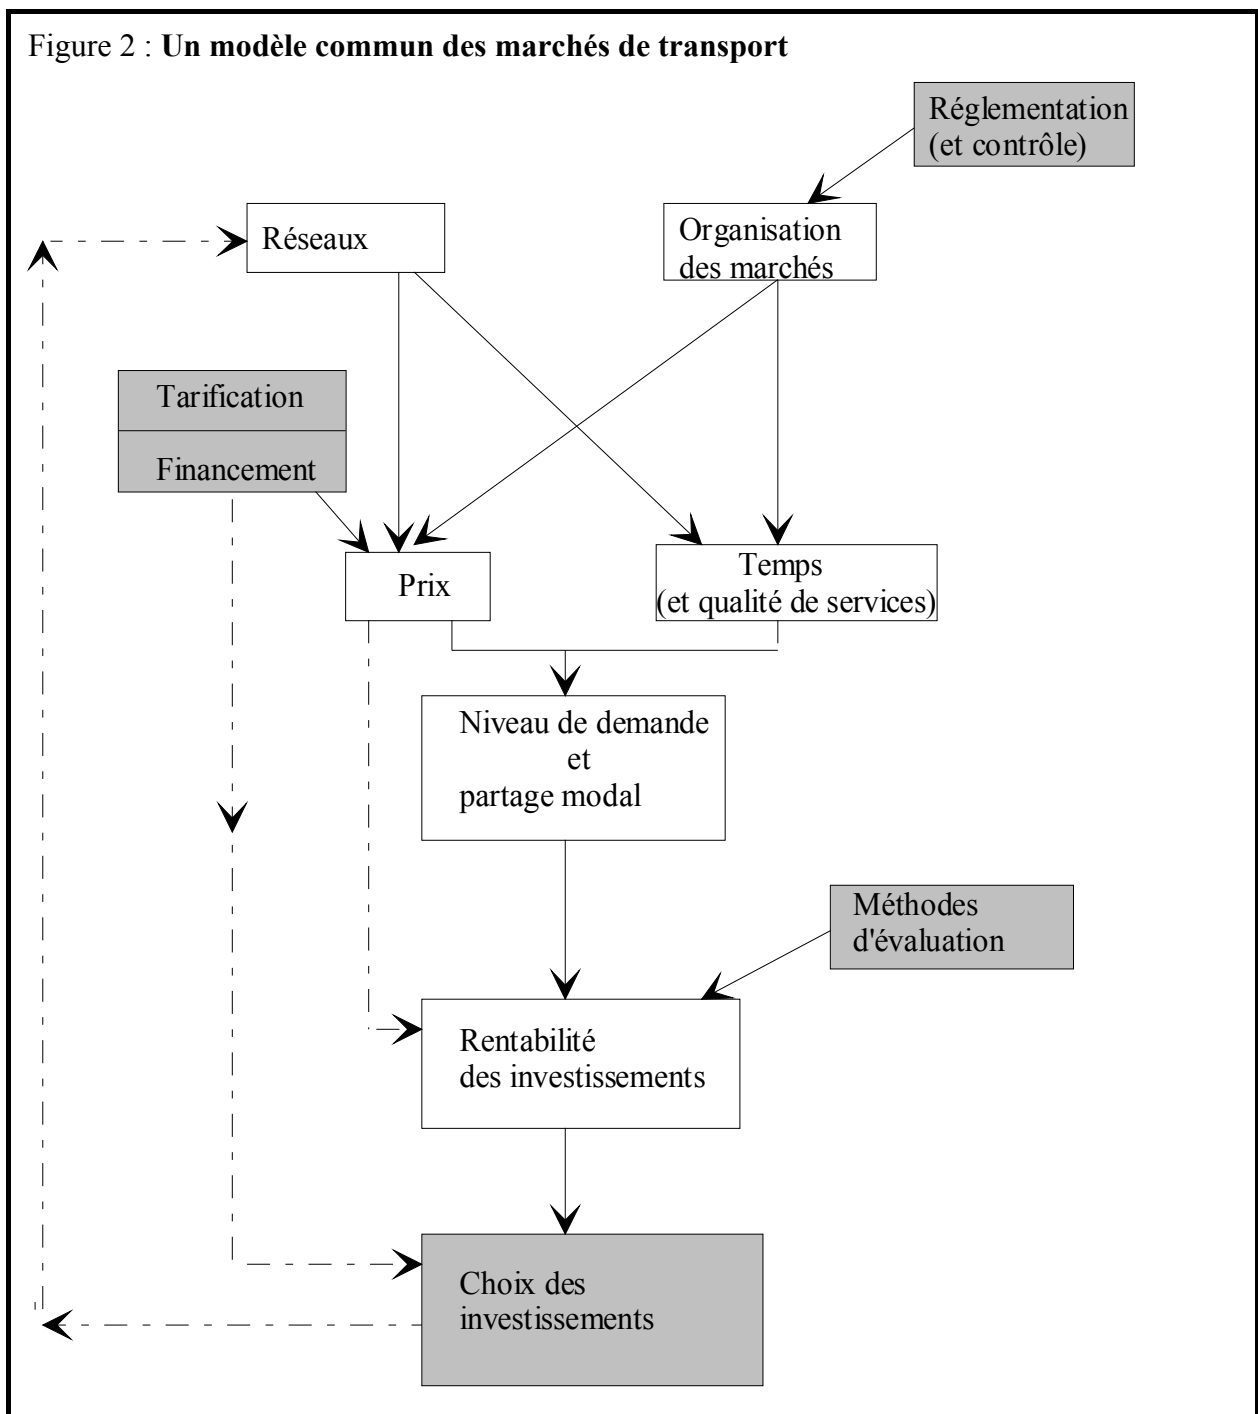 Figure 2 : Un modèle commun des marchés de transport
Réglementation
(et contrôle)
Réseaux
Organisation
des marchés
Tarification
Financement
Prix
Temps
(et qualité de services)
Niveau de demande
et
partage modal
Méthodes
d'évaluation
Rentabilité
des investissements
Choix des
investissements